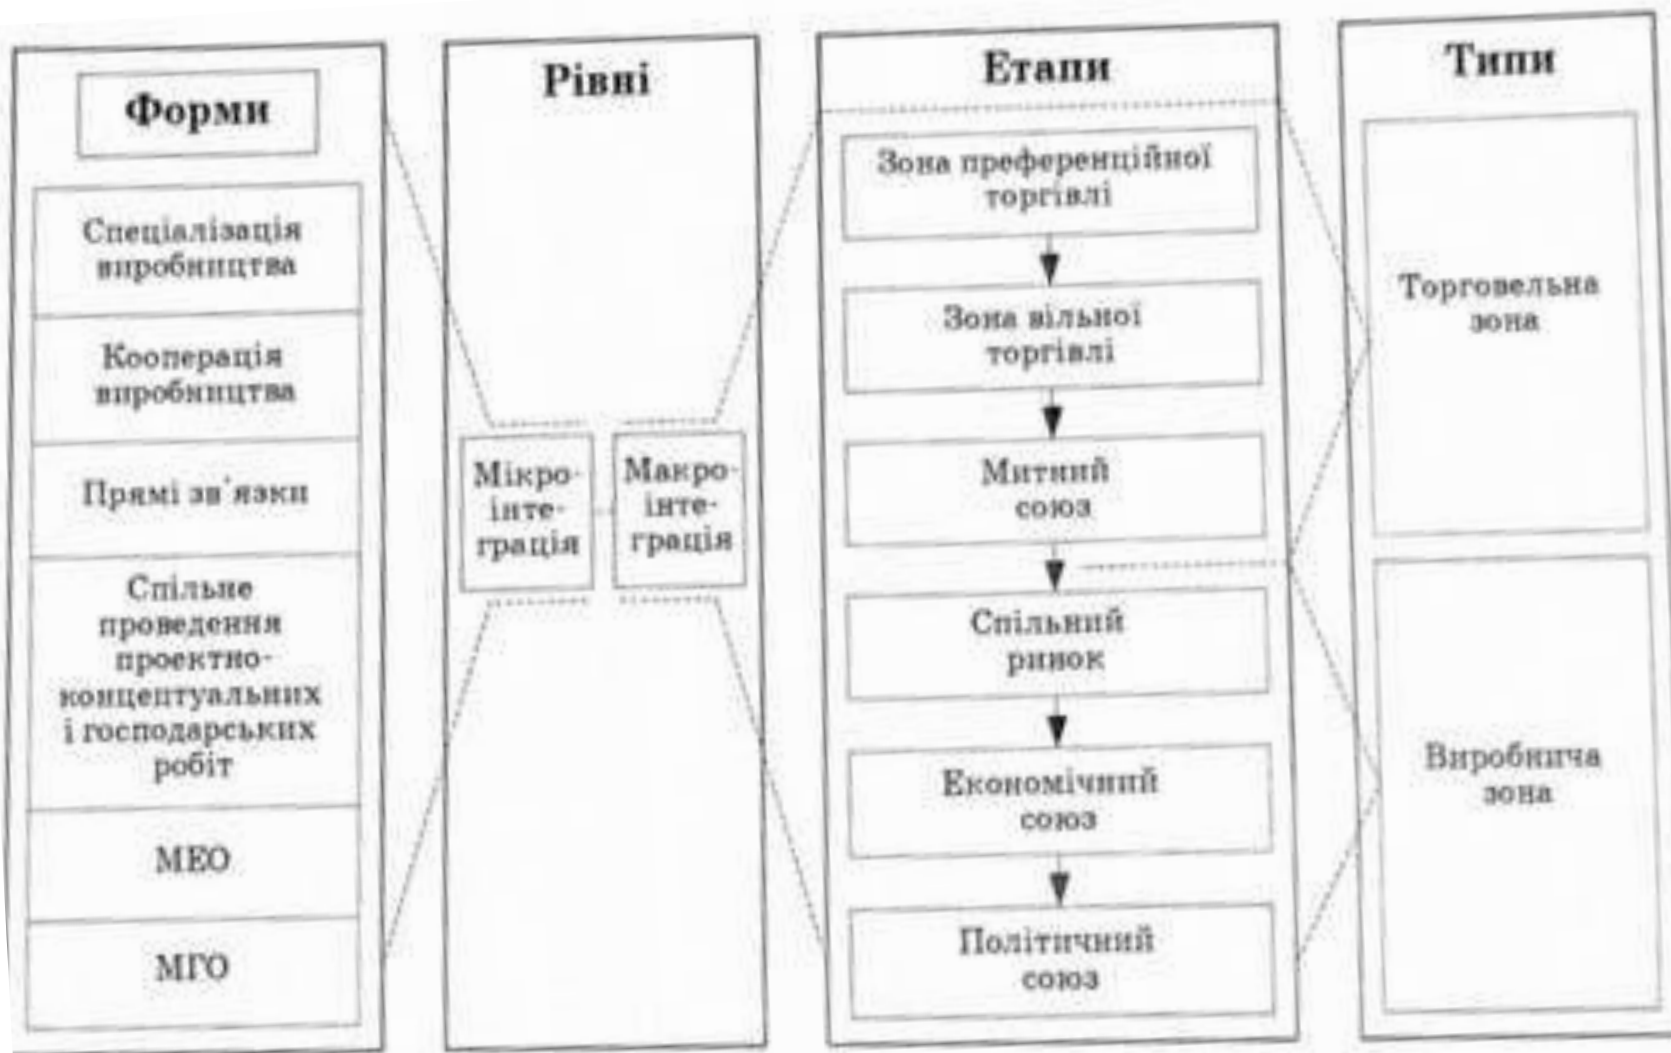 Форми
Спеціалізація
виробництва
Кооперація
виробництва
Прямі зв'язки
Спільне
проведення
проектно-
концептуальних
і господарських
робіт
МЕО
МГО
Рівні
Мікро-
інте-
грація
Макро-
інте-
грація
Етапи
Зона преференційної
торгівлі
Зона вільної
торгівлі
Митний
союз
Спільний
ринок
Економічний
союз
Політичний
союз
Типи
Торговельна
зона
Виробнича
зона